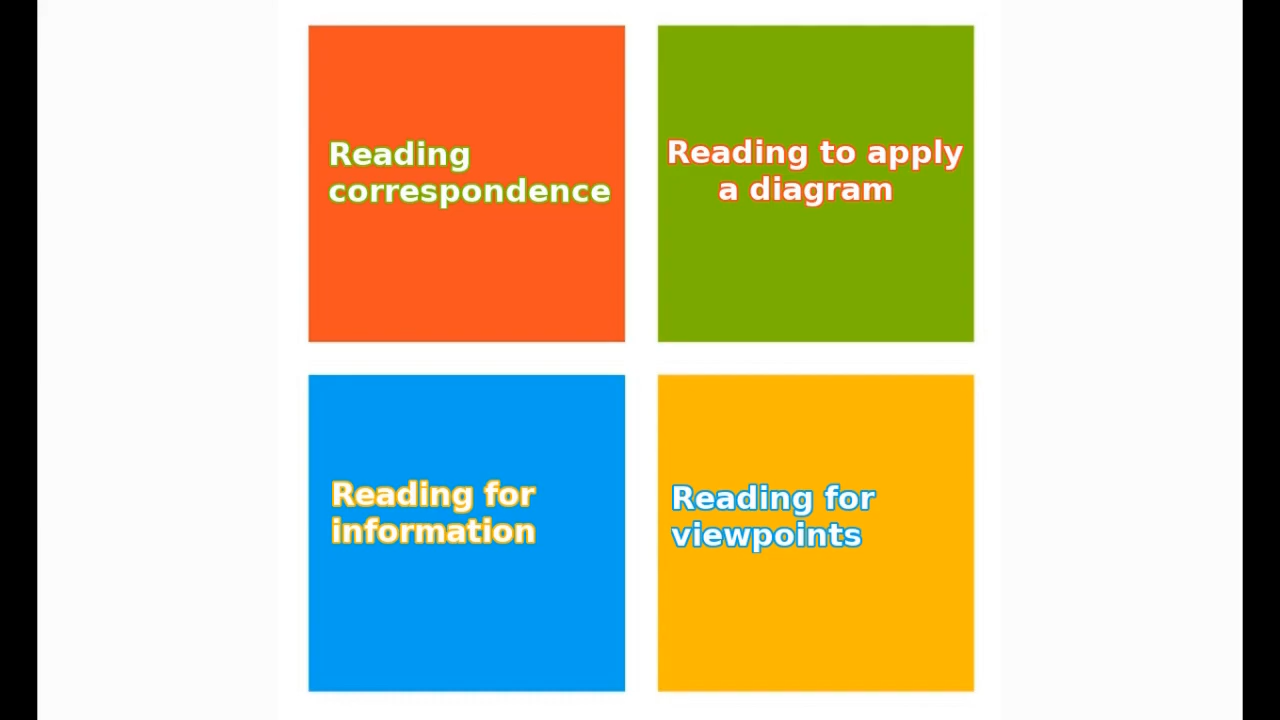 Reading
correspondence
Reading to apply
a diagram
Reading for
information
Reading for
viewpoints